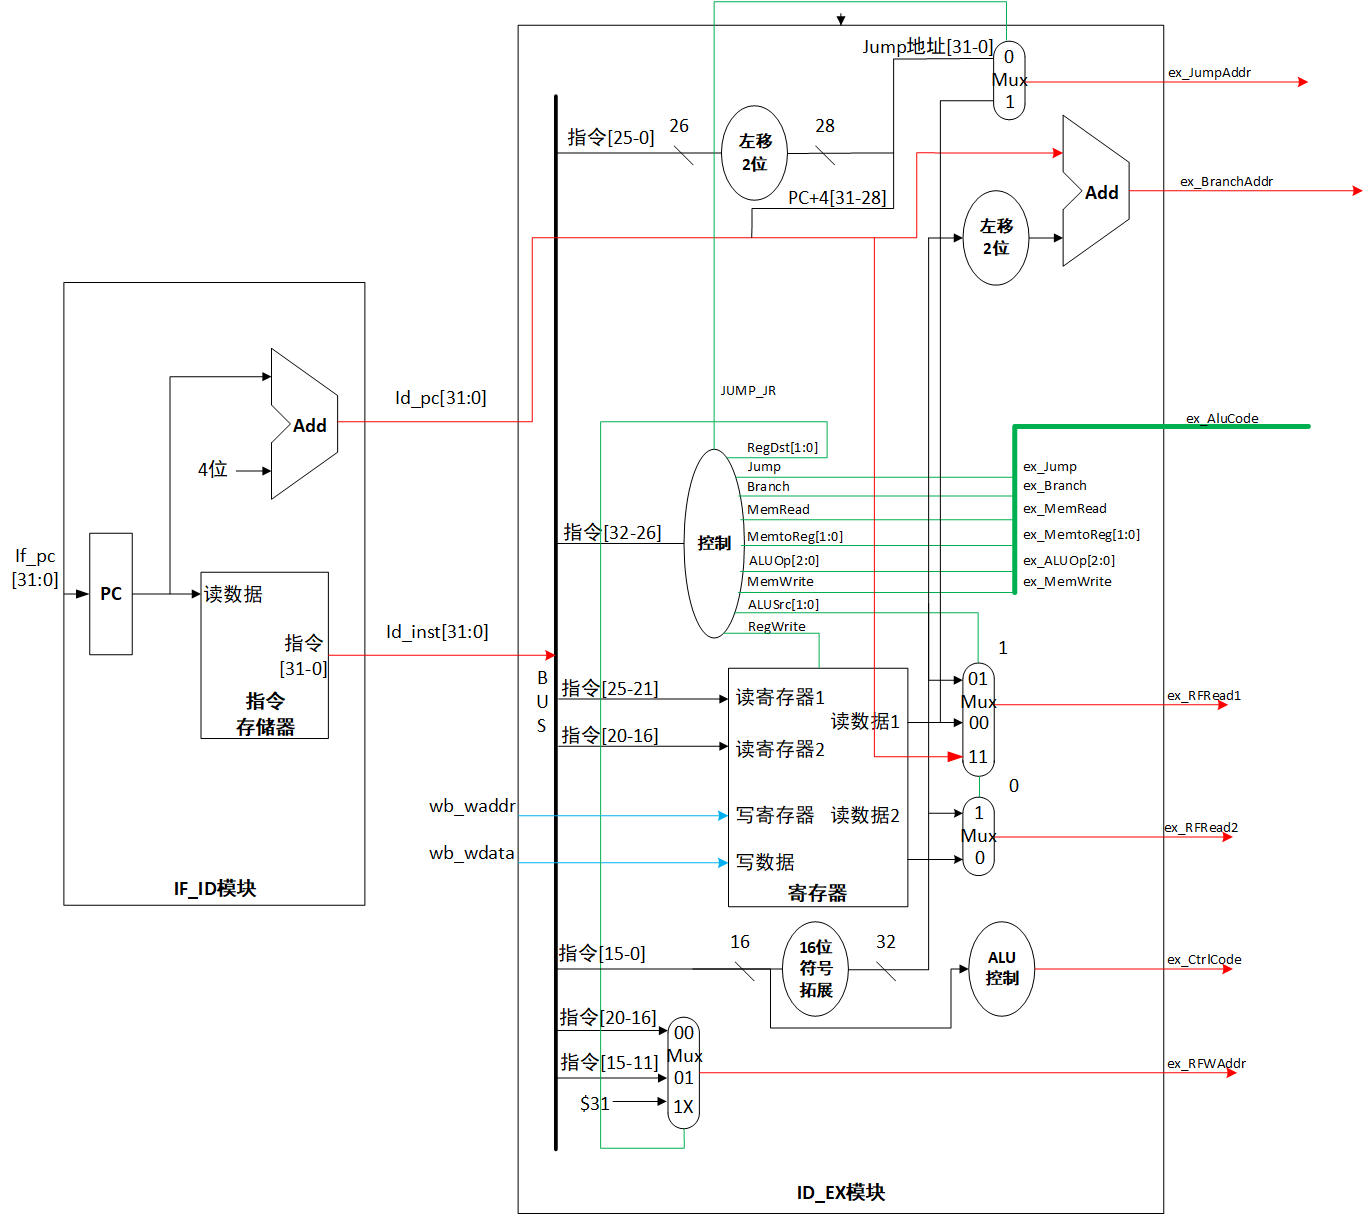 Jump地址[31-0]
0
Mux
1
ex_JumpAddr
指令[25-0]
26
左移
2位
28
PC+4[31-28]
Add
ex_BranchAddr
左移
2位
JUMP_JR
Id_pc[31:0]
Add
4位
If_pc
[31:0]
PC
读数据
指令
[31-0]
指令
存储器
Id_inst[31:0]
IF_ID模块
B
U
S
指令[32-26]
控制
RegDst[1:0]
Jump
Branch
MemRead
MemtoReg[1:0]
ALUOp[2:0]
MemWrite
ALUSrc[1:0]
RegWrite
ex_AluCode
ex_Jump
ex_Branch
ex_MemRead
ex_MemtoReg[1:0]
ex_ALUOp[2:0]
ex_MemWrite
指令[25-21]
指令[20-16]
读寄存器1
读数据1
读寄存器2
写寄存器
读数据2
写数据
寄存器
wb_waddr
wb_wdata
1
01
Mux
00
11
ex_RFRead1
0
1
Mux
0
ex_RFRead2
指令[15-0]
16
16位
符号
拓展
32
ALU
控制
ex_CtrlCode
指令[20-16]
指令[15-11]
$31
00
Mux
01
1X
ex_RFWAddr
ID_EX模块